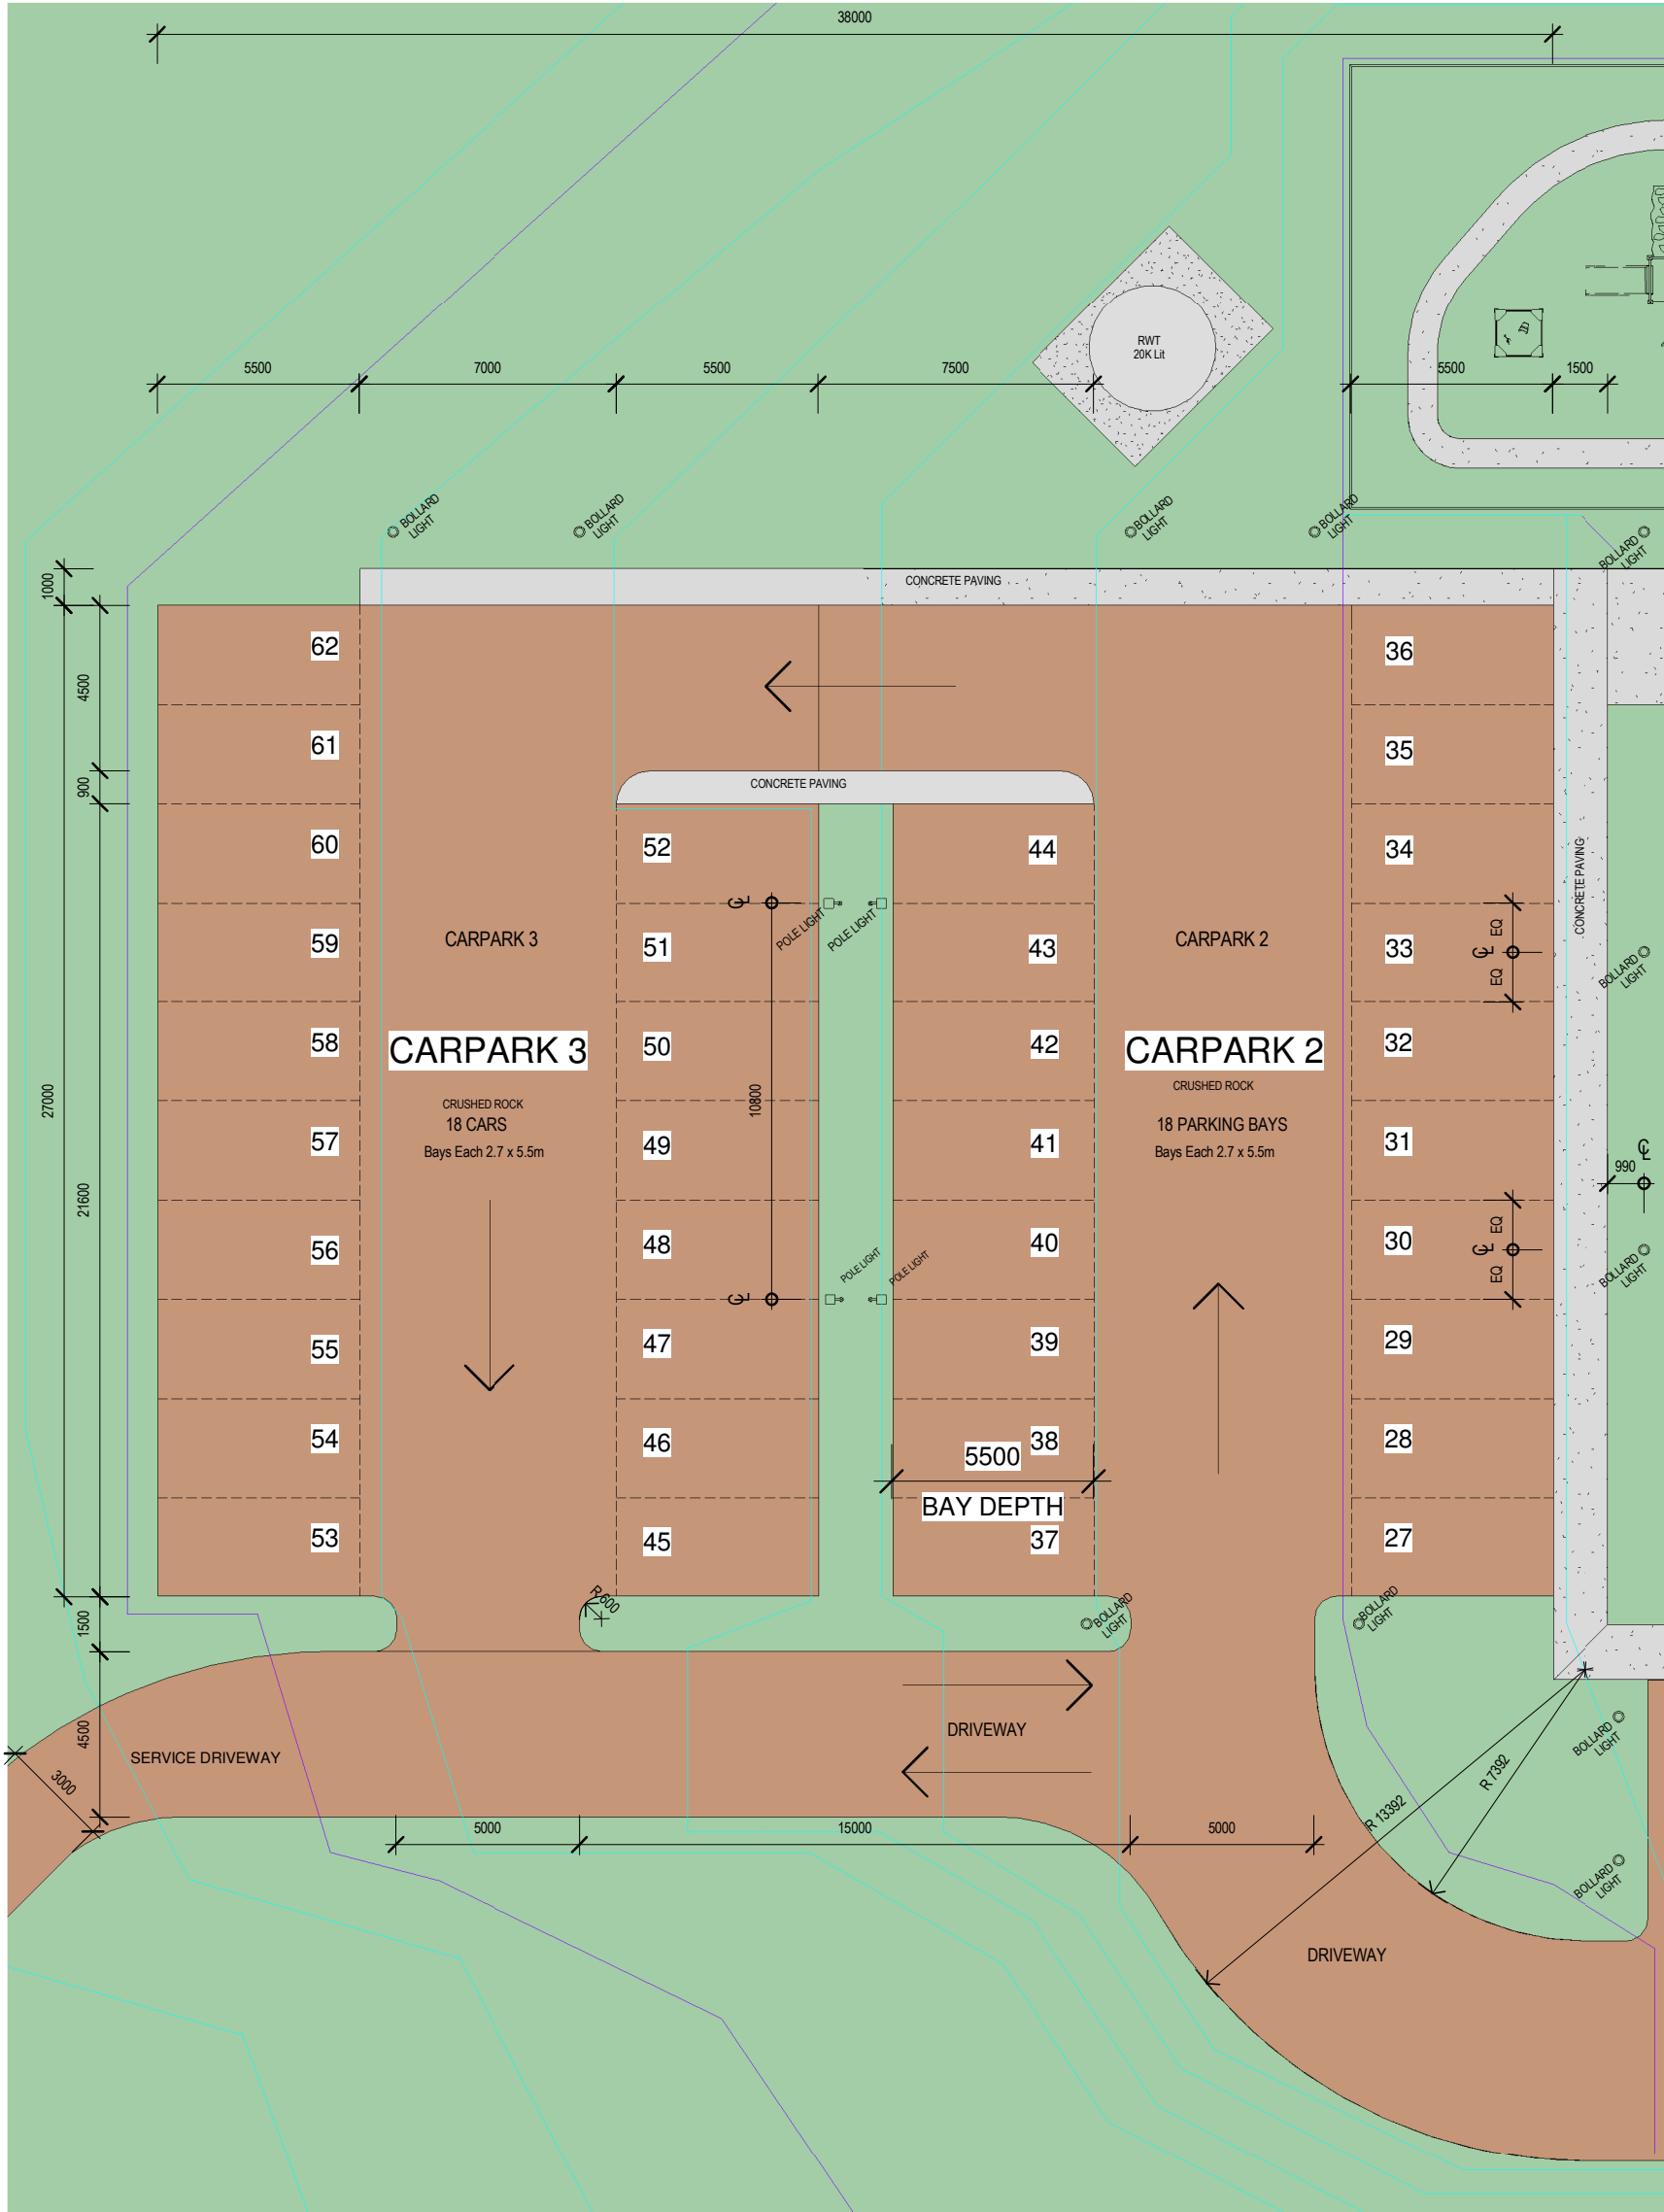 38000
5500
7000
5500
7500
RWT
20K Lit
5500
1500
BOLLARD
LIGHT
BOLLARD
LIGHT
BOLLARD
LIGHT
BOLLARD
LIGHT
BOLLARD
LIGHT
1000
CONCRETE PAVING
62
36
4500
61
35
900
CONCRETE PAVING
60
52
44
34
CONCRETE PAVING
POLE LIGHT
POLE LIGHT
59
CARPARK 3
51
43
CARPARK 2
33
EQ
EQ
BOLLARD
LIGHT
58
CARPARK 3
50
42
CARPARK 2
32
CRUSHED ROCK
CRUSHED ROCK
27000
10800
57
18 CARS
49
41
18 PARKING BAYS
31
Bays Each 2.7 x 5.5m
Bays Each 2.7 x 5.5m
990
21600
56
48
40
30
EQ
EQ
POLE LIGHT
POLE LIGHT
BOLLARD
LIGHT
55
47
39
29
54
46
38
28
5500
BAY DEPTH
53
45
37
27
R 600
BOLLARD
LIGHT
BOLLARD
LIGHT
1500
4500
DRIVEWAY
SERVICE DRIVEWAY
3000
BOLLARD
LIGHT
R 7392
R 13392
5000
15000
5000
BOLLARD
LIGHT
DRIVEWAY